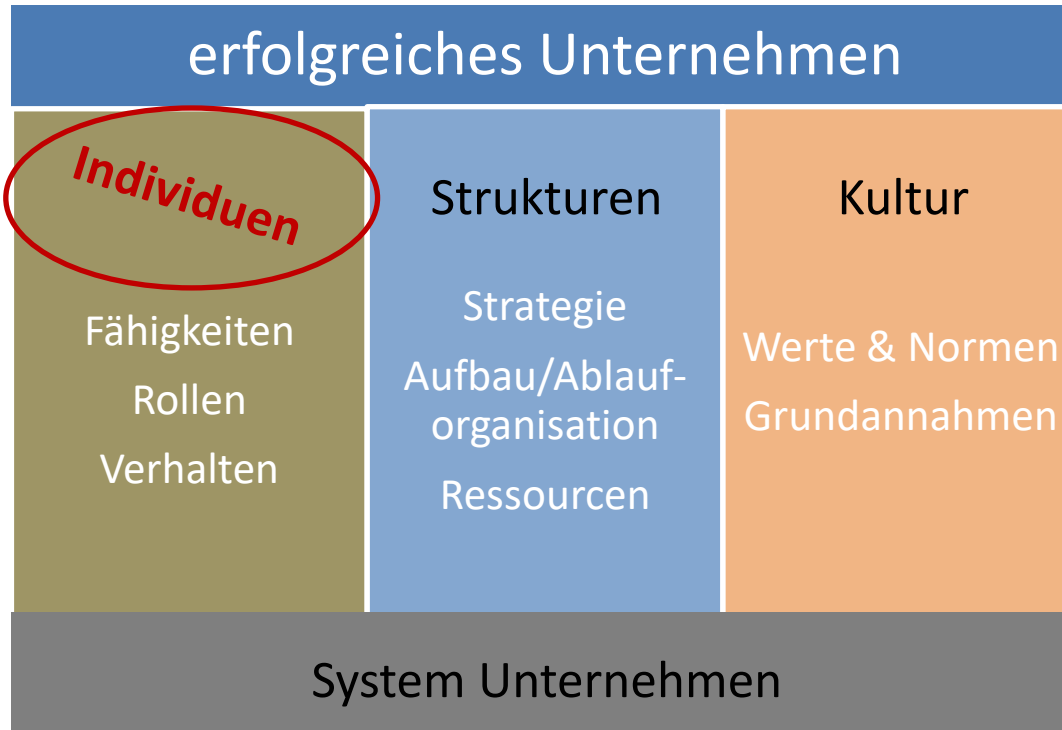 erfolgreiches Unternehmen
Individuen
Fähigkeiten
Rollen
Verhalten
Strukturen
Strategie
Aufbau/Ablauf-
organisation
Ressourcen
Kultur
Werte & Normen
Grundannahmen
System Unternehmen